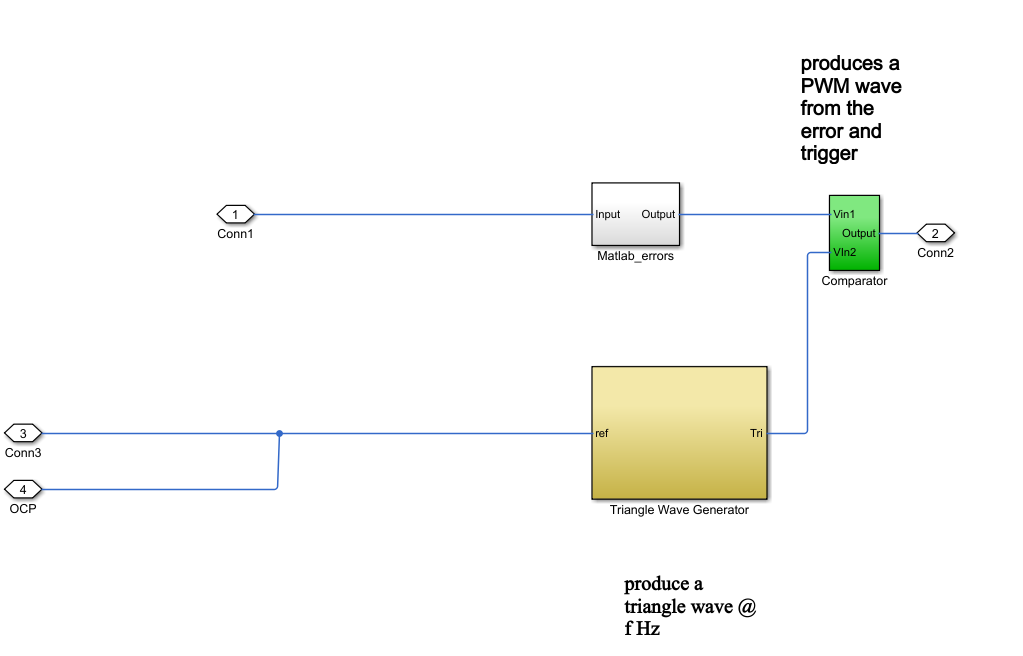 produces a
PWM wave
from the
error and
trigger
1
Conn1
Input
Output
Matlab_errors
Vin1
Output
VIn2
Comparator
2
Conn2
3
Conn3
4
OCP
ref
Tri
Triangle Wave Generator
produce a
triangle wave @
f Hz